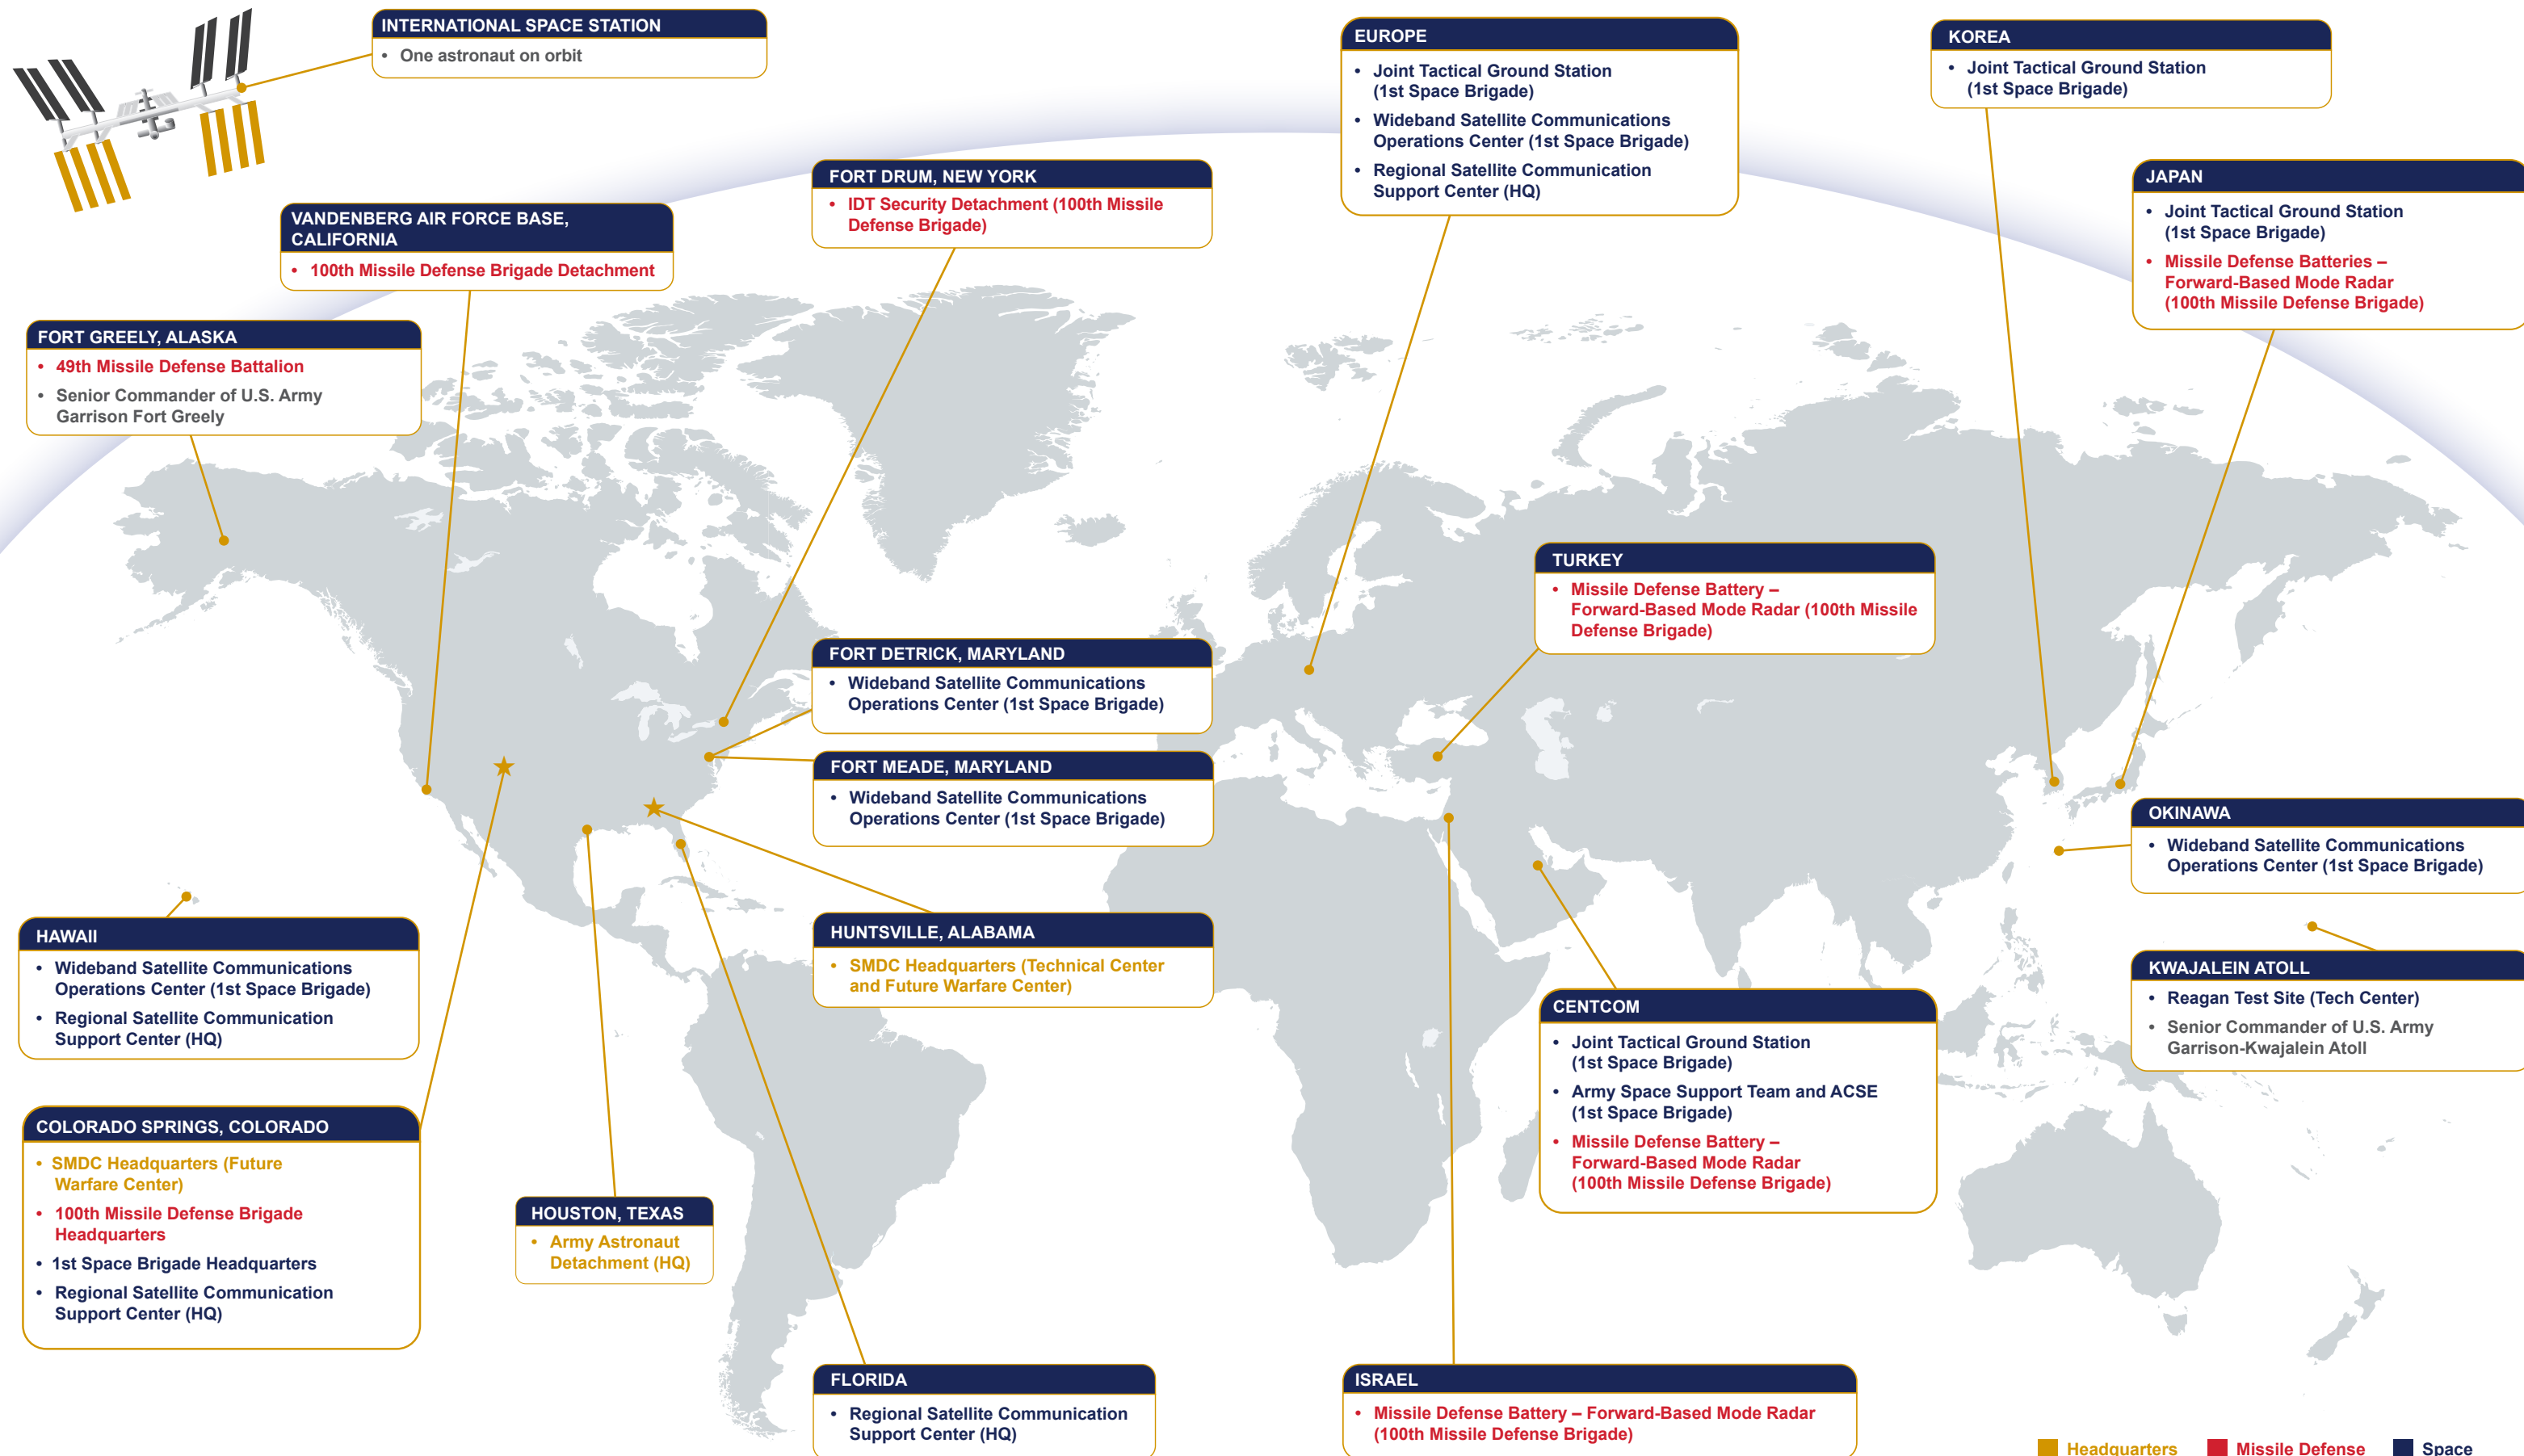 INTERNATIONAL SPACE STATION
• One astronaut on orbit
EUROPE
• Joint Tactical Ground Station
(1st Space Brigade)
• Wideband Satellite Communications
Operations Center (1st Space Brigade)
• Regional Satellite Communication
Support Center (HQ)
KOREA
• Joint Tactical Ground Station
(1st Space Brigade)
JAPAN
• Joint Tactical Ground Station
(1st Space Brigade)
• Missile Defense Batteries –
Forward-Based Mode Radar
(100th Missile Defense Brigade)
FORT DRUM, NEW YORK
• IDT Security Detachment (100th Missile
Defense Brigade)
VANDENBERG AIR FORCE BASE,
CALIFORNIA
• 100th Missile Defense Brigade Detachment
FORT GREELY, ALASKA
• 49th Missile Defense Battalion
• Senior Commander of U.S. Army
Garrison Fort Greely
TURKEY
• Missile Defense Battery –
Forward-Based Mode Radar (100th Missile
Defense Brigade)
FORT DETRICK, MARYLAND
• Wideband Satellite Communications
Operations Center (1st Space Brigade)
FORT MEADE, MARYLAND
• Wideband Satellite Communications
Operations Center (1st Space Brigade)
OKINAWA
• Wideband Satellite Communications
Operations Center (1st Space Brigade)
HAWAII
• Wideband Satellite Communications
Operations Center (1st Space Brigade)
• Regional Satellite Communication
Support Center (HQ)
HUNTSVILLE, ALABAMA
• SMDC Headquarters (Technical Center
and Future Warfare Center)
KWAJALEIN ATOLL
• Reagan Test Site (Tech Center)
• Senior Commander of U.S. Army
Garrison-Kwajalein Atoll
CENTCOM
• Joint Tactical Ground Station
(1st Space Brigade)
• Army Space Support Team and ACSE
(1st Space Brigade)
• Missile Defense Battery –
Forward-Based Mode Radar
(100th Missile Defense Brigade)
COLORADO SPRINGS, COLORADO
• SMDC Headquarters (Future
Warfare Center)
• 100th Missile Defense Brigade
Headquarters
• 1st Space Brigade Headquarters
• Regional Satellite Communication
Support Center (HQ)
HOUSTON, TEXAS
• Army Astronaut
Detachment (HQ)
FLORIDA
• Regional Satellite Communication
Support Center (HQ)
ISRAEL
• Missile Defense Battery – Forward-Based Mode Radar
(100th Missile Defense Brigade)
Headquarters Missile Defense Space